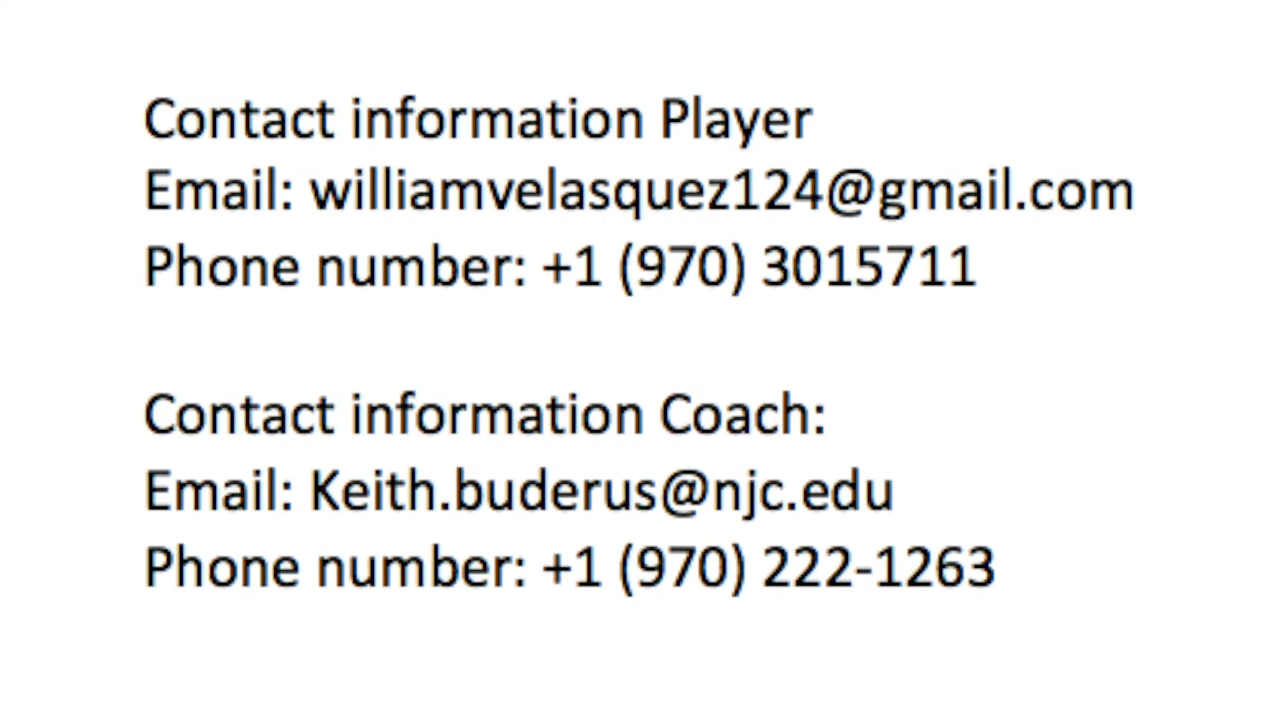 Contact information Player
Email: williamvelasquez124@gmail.com
Phone number: +1 (970) 3015711
Contact information Coach:
Email: Keith.buderus@njc.edu
Phone number: +1 (970) 222-1263